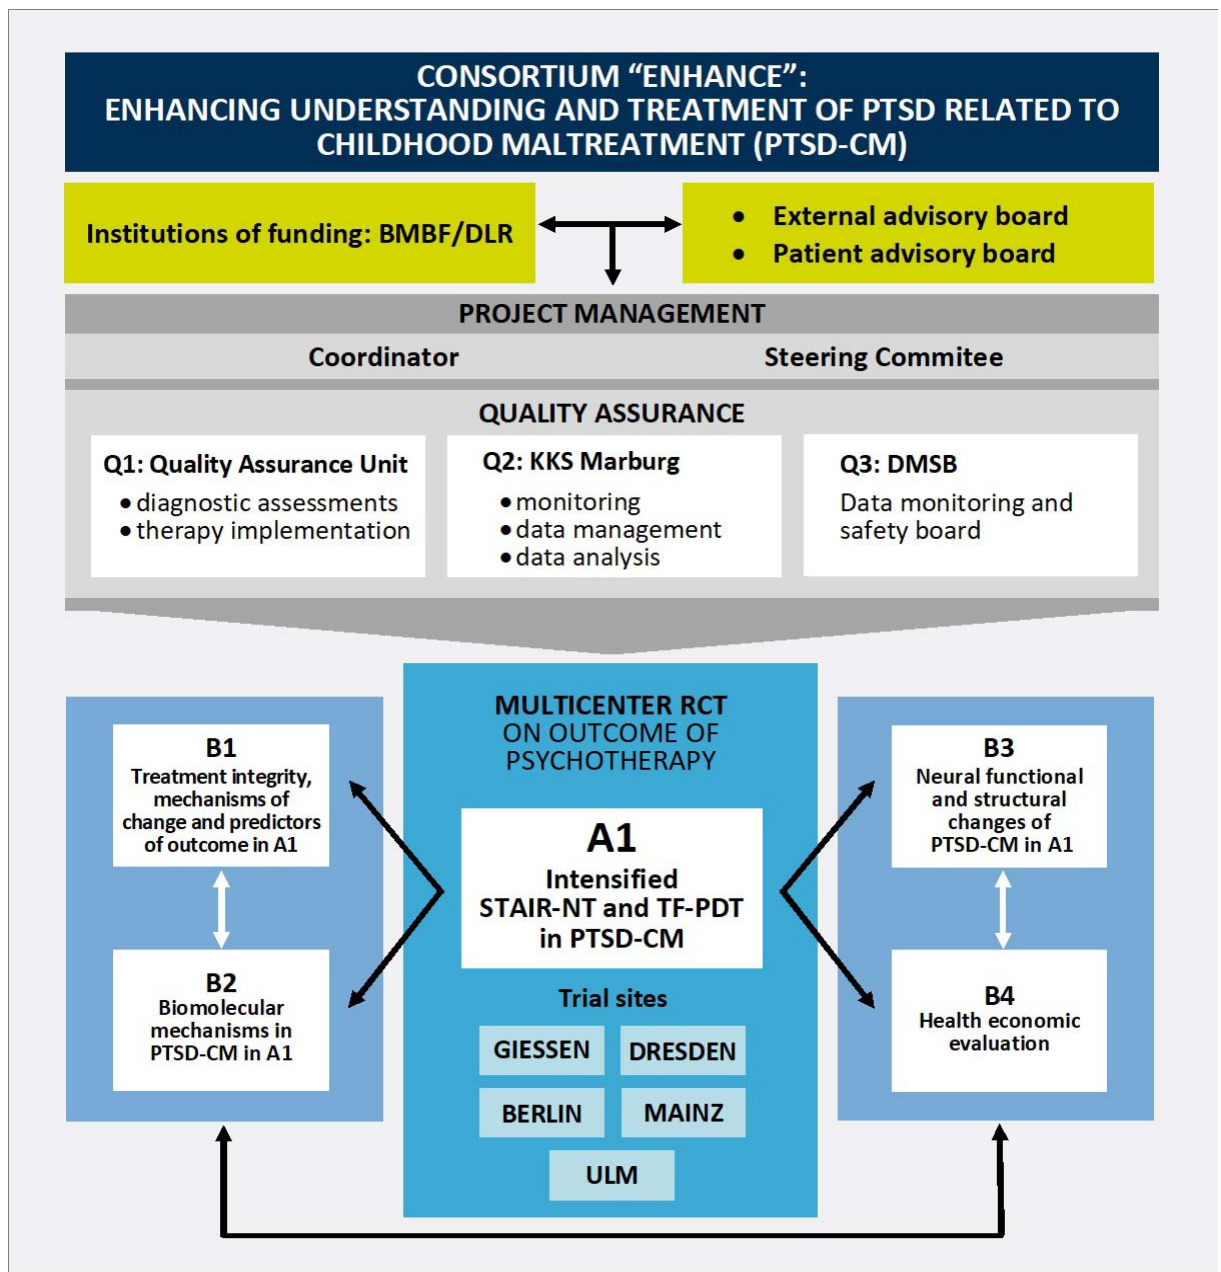 CONSORTIUM “ENHANCE”:
ENHANCING UNDERSTANDING AND TREATMENT OF PTSD RELATED TO
CHILDHOOD MALTREATMENT (PTSD-CM)
Institutions of funding: BMBF/DLR
• External advisory board
• Patient advisory board
PROJECT MANAGEMENT
Coordinator
Steering Commitee
QUALITY ASSURANCE
Q1: Quality Assurance Unit
• diagnostic assessments
• therapy implementation
Q2: KKS Marburg
• monitoring
• data management
• data analysis
Q3: DMSB
Data monitoring and
safety board
B1
Treatment integrity,
mechanisms of
change and predictors
of outcome in A1
B2
Biomolecular
mechanisms in
PTSD-CM in A1
MULTICENTER RCT
ON OUTCOME OF
PSYCHOTHERAPY
A1
Intensified
STAIR-NT and TF-PDT
in PTSD-CM
Trial sites
GIESSEN
DRESDEN
BERLIN
MAINZ
ULM
B3
Neural functional
and structural
changes of
PTSD-CM in A1
B4
Health economic
evaluation